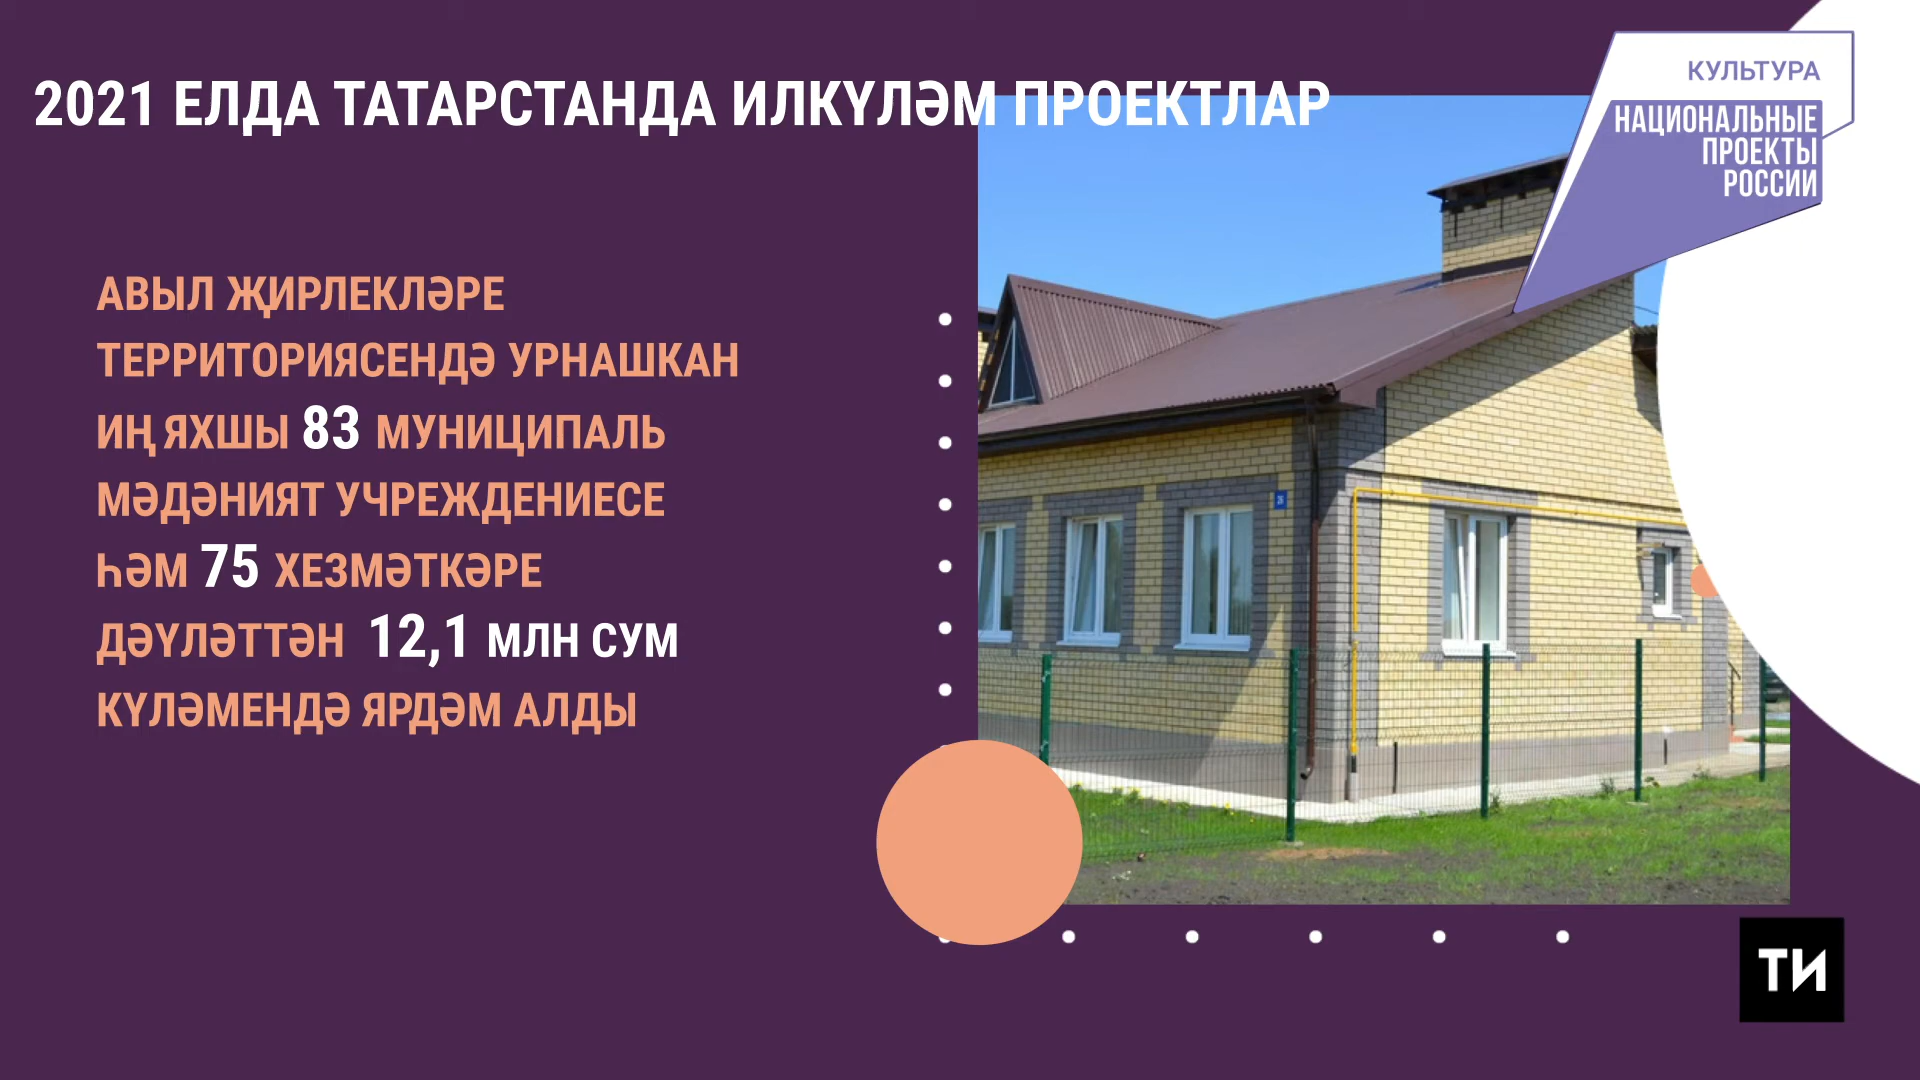 2021 ЕЛДА ТАТАРСТАНДА ИЛКҮЛӘМ ПРОЕКТЛАР
КУЛЬТУРА
НАЦИОНАЛЬНЫЕ
ПРОЕКТЫ
РОССИИ
АВЫЛ ҖИРЛЕКЛӘРЕ
ТЕРРИТОРИЯСЕНДӘ УРНАШКАН
ИҢ ЯХШЫ 83 МУНИЦИПАЛЬ
МӘДӘНИЯТ УЧРЕЖДЕНИЕСЕ
ҺӘМ 75 ХЕЗМӘТКӘРЕ
ДӘҮЛӘТТӘН 12,1 МЛН СУМ
КҮЛӘМЕНДӘ ЯРДӘМ АЛДЫ
ТИ